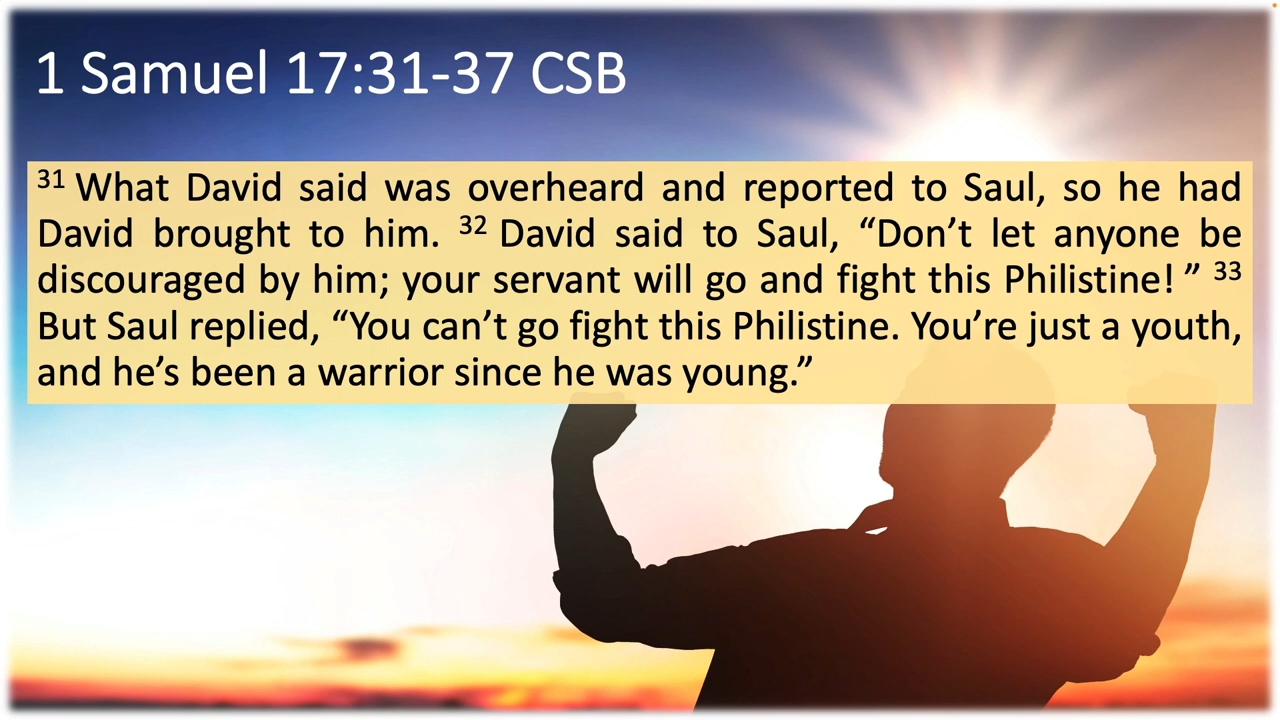 1 Samuel 17:31-37 CSB
31 What David said was overheard and reported to Saul, so he had
David brought to him. 32 David said to Saul, “Don’t let anyone be
discouraged by him; your servant will go and fight this Philistine! ” 33
But Saul replied, “You can’t go fight this Philistine. You’re just a youth,
and he’s been a warrior since he was young.”